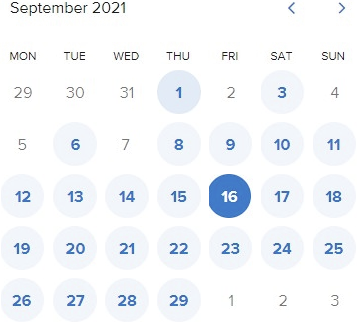 September 2021
MON TUE WED THU FRI SAT SUN
29 30 31 1 2 3 4
5 6 7 8 9 10 11
12 13 14 15 16 17 18
19 20 21 22 23 24 25
26 27 28 29 1 2 3